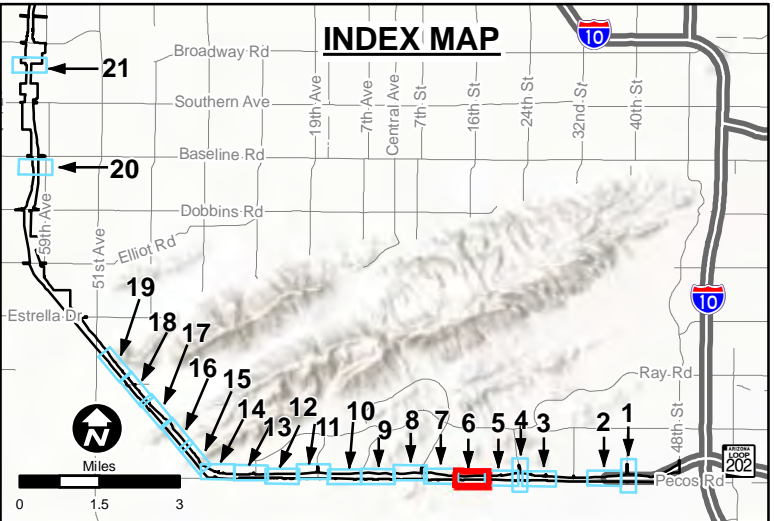 INDEX MAP
10
Broadway Rd
21
Southern Ave
19th Ave
7th Ave
Central Ave
7th St
16th St
24th St
32nd St
40th St
Baseline Rd
20
Dobbins Rd
59th Ave
51st Ave
Elliot Rd
Estrella Dr
19
18
17
16
15
14
13
12
11
10
9
8
7
6
5
4
3
2
1
10
Ray Rd
48th St
ARIZONA
LOOP
202
Pecos Rd
N
Miles
0 1.5 3